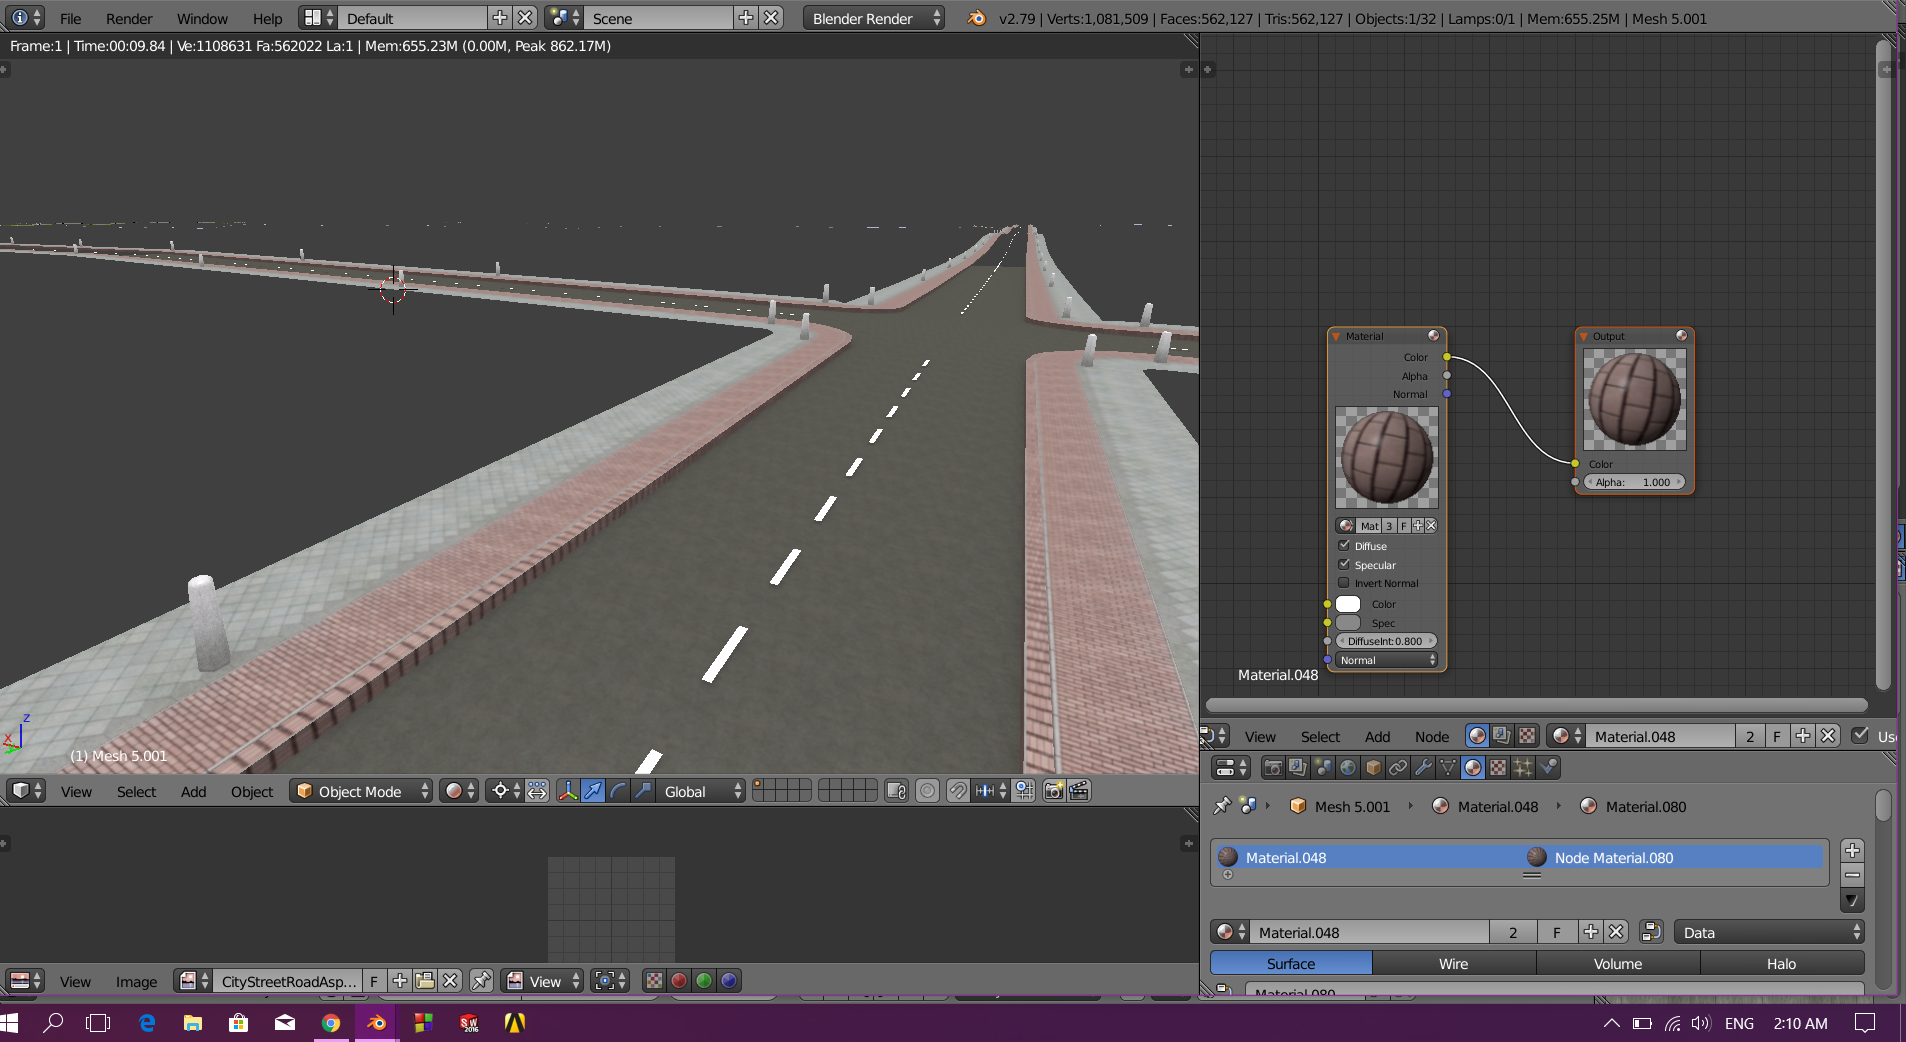 File Render Window Help Default Scene Blender Render v2.79 | Verts:1,081,509 | Faces:562,127 | Tris:562,127 | Objects:1/32 | Lamps:0/1 | Mem:655.25M | Mesh 5.001
Frame:1 | Time:00:09.84 | Ve:1108631 Fa:562022 La:1 | Mem:655.23M (0.00M, Peak 862.17M)
Material
Color
Alpha
Normal
Mat 3 F
Diffuse
Specular
Invert Normal
Color
Spec
DiffuseInt: 0.800
Normal
Output
Color
Alpha: 1.000
Material.048
z
x
(1) Mesh 5.001
View Select Add Node Material.048 2 F Us
View Select Add Object Object Mode Global
Mesh 5.001 Material.048 Material.080
Material.048 Node Material.080
Material.048 2 F Data
Surface Wire Volume Halo
View Image CityStreetRoadAsp... F View
Material.080
SW 2016
ENG 2:10 AM